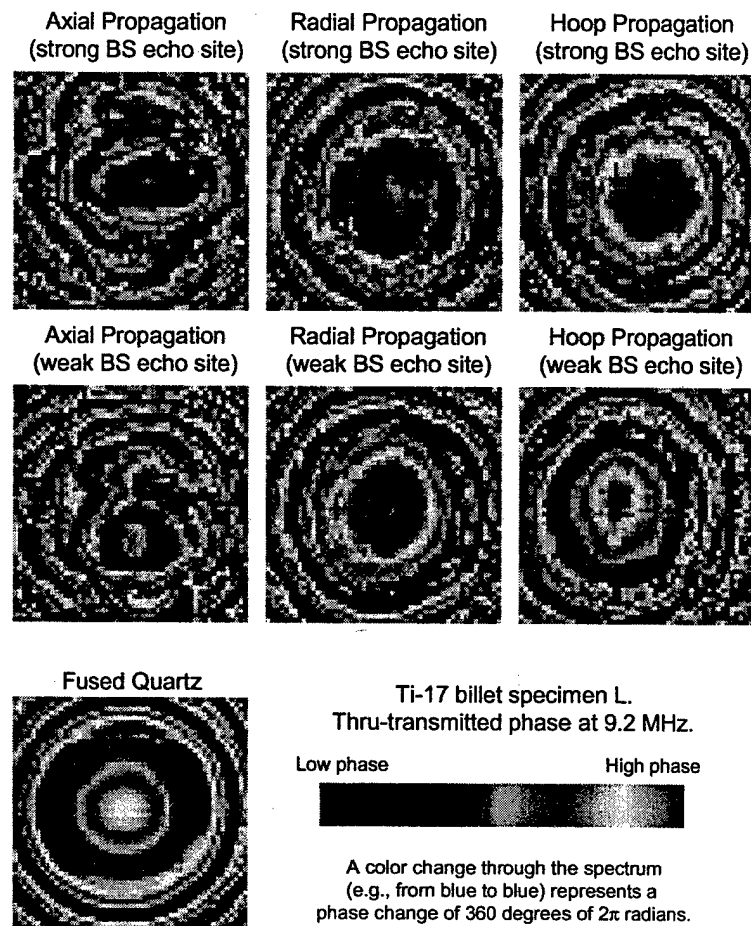 Axial Propagation
(strong BS echo site)
Radial Propagation
(strong BS echo site)
Hoop Propagation
(strong BS echo site)
Axial Propagation
(weak BS echo site)
Radial Propagation
(weak BS echo site)
Hoop Propagation
(weak BS echo site)
Fused Quartz
Ti-17 billet specimen L.
Thru-transmitted phase at 9.2 MHz.
Low phase
High phase
A color change through the spectrum
(e.g., from blue to blue) represents a
phase change of 360 degrees of 2π radians.